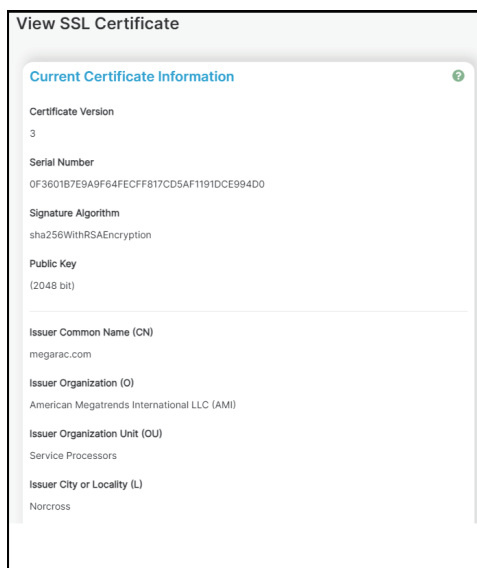 View SSL Certificate
Current Certificate Information
Certificate Version
3
Serial Number
0F3601B7E9A9F64FECFF817CD5AF1191DCE994D0
Signature Algorithm
sha256WithRSAEncryption
Public Key
(2048 bit)
Issuer Common Name (CN)
megarac.com
Issuer Organization (O)
American Megatrends International LLC (AMI)
Issuer Organization Unit (OU)
Service Processors
Issuer City or Locality (L)
Norcross